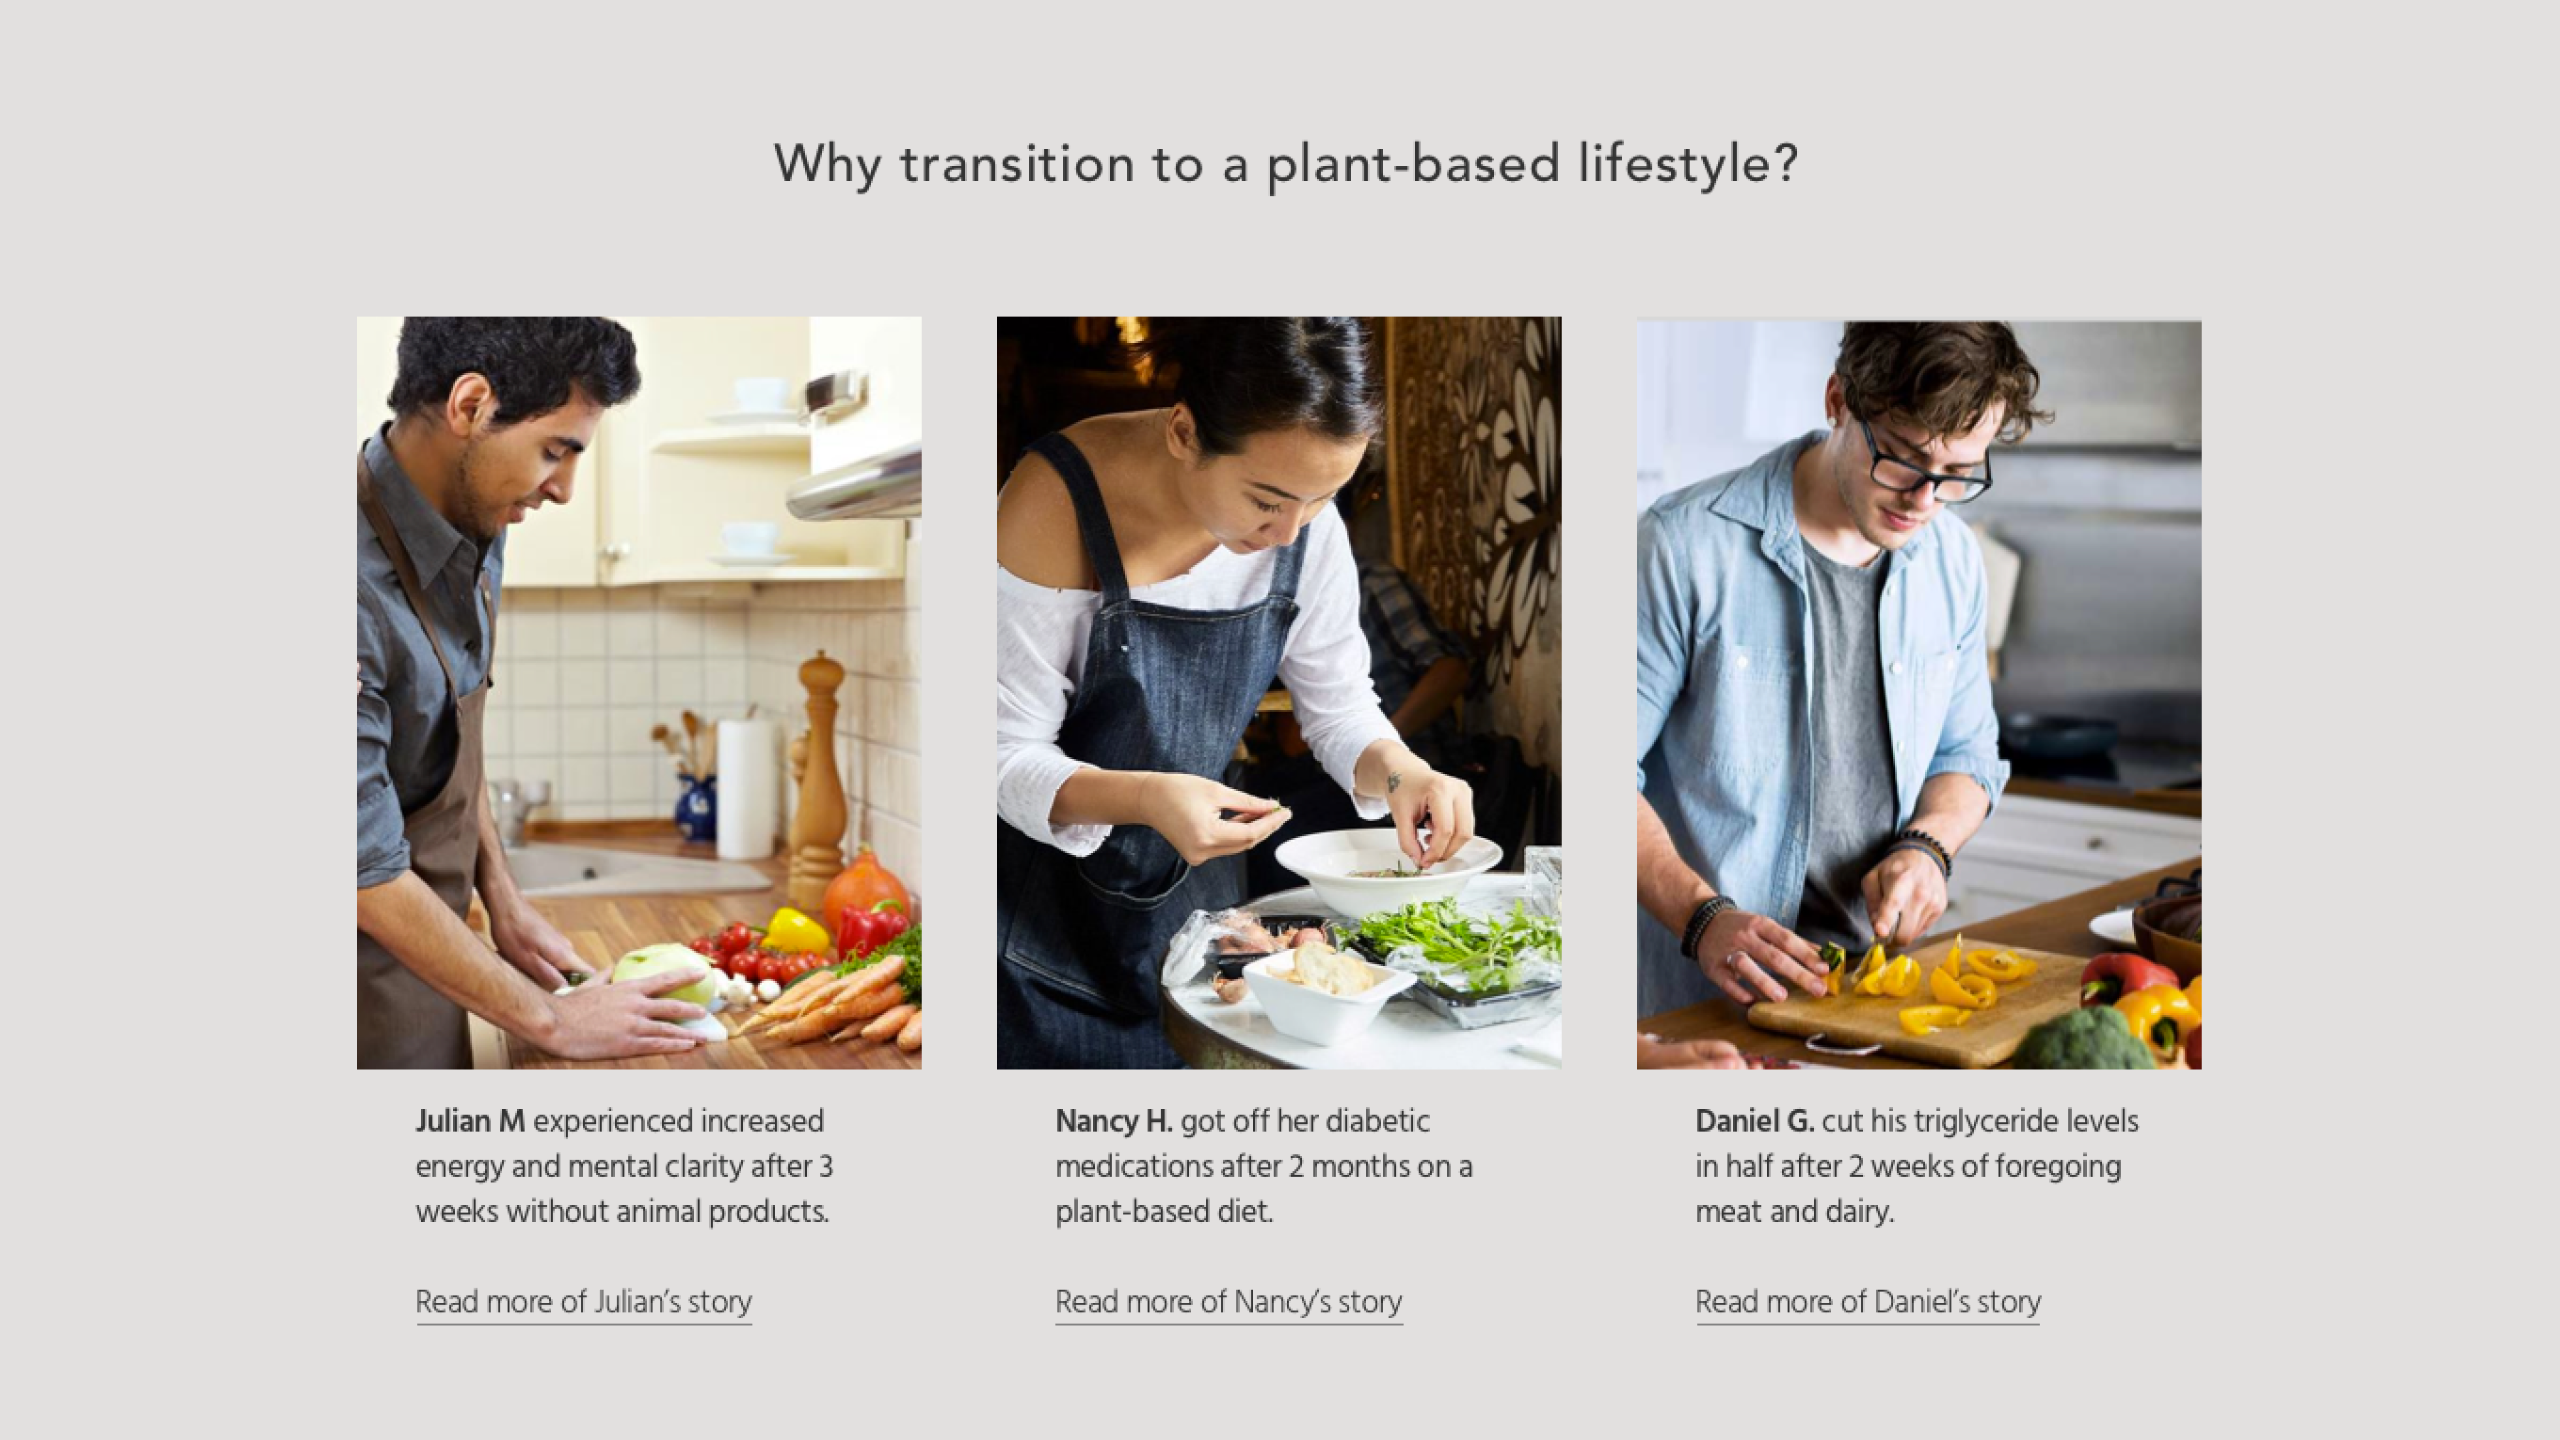 Why transition to a plant-based lifestyle?
Julian M experienced increased
energy and mental clarity after 3
weeks without animal products.
Read more of Julian's story
Nancy H. got off her diabetic
medications after 2 months on a
plant-based diet.
Read more of Nancy's story
Daniel G. cut his triglyceride levels
in half after 2 weeks of foregoing
meat and dairy.
Read more of Daniel's story